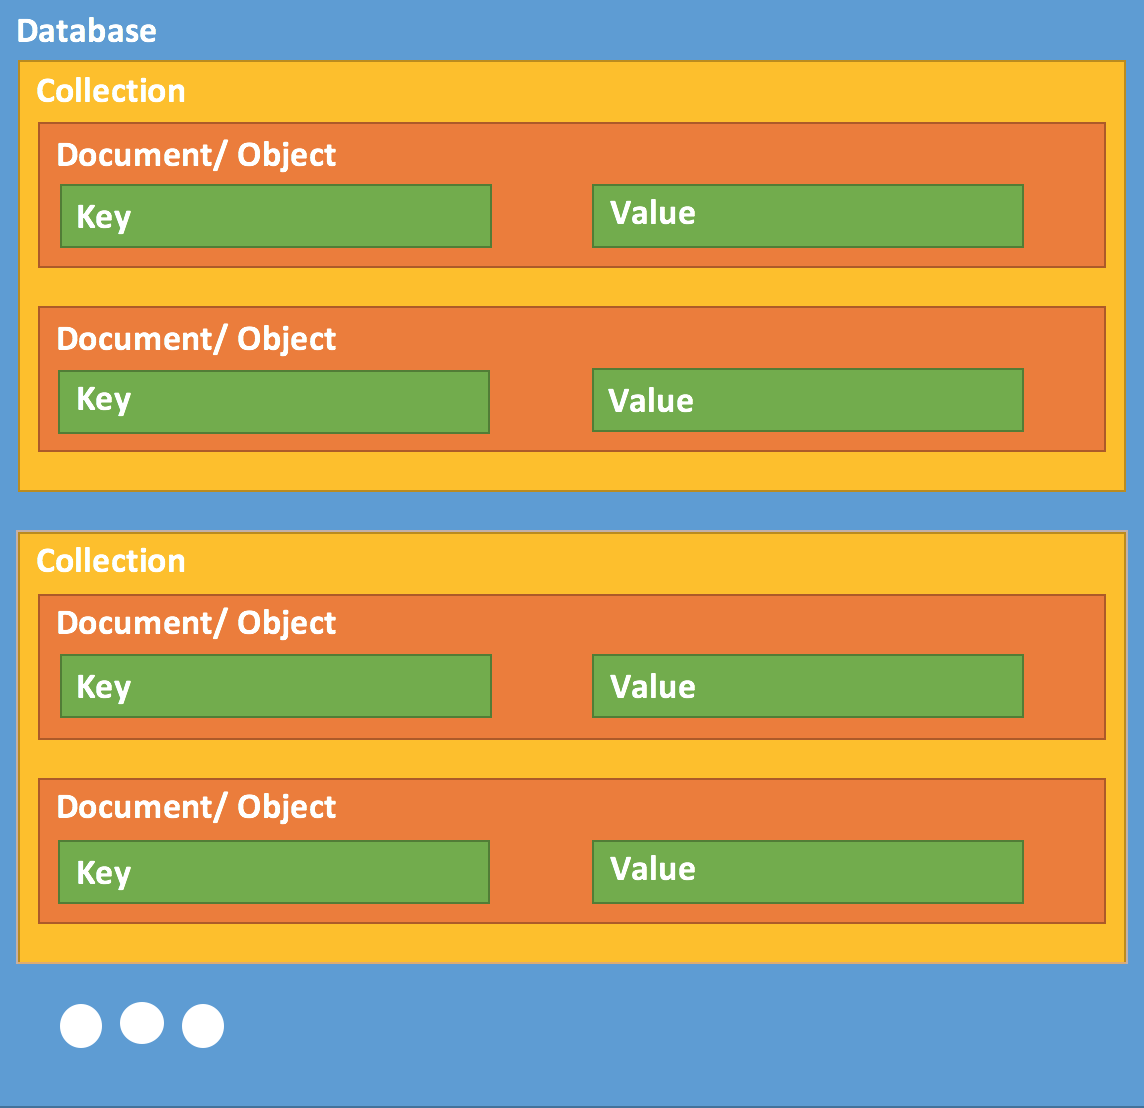 Database
Collection
Document/ Object
Key
Value
Document/ Object
Key
Value
Collection
Document/ Object
Key
Value
Document/ Object
Key
Value